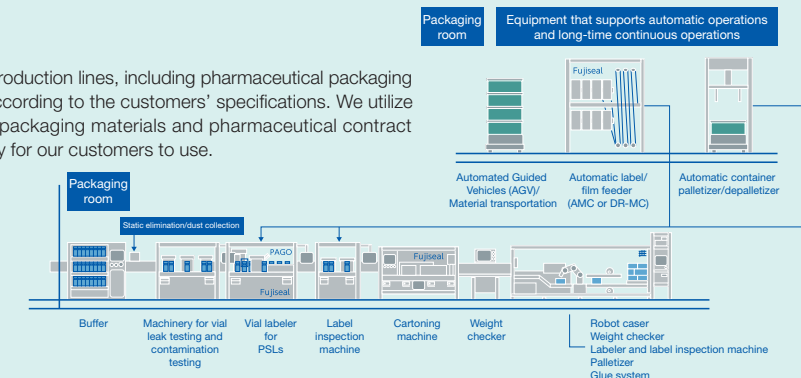 Packaging
room
Equipment that supports automatic operations
and long-time continuous operations
roduction lines, including pharmaceutical packaging
ccording to the customers' specifications. We utilize
packaging materials and pharmaceutical contract
y for our customers to use.
Fujiseal
Automated Guided
Vehicles (AGV)/
Material transportation
Automatic label/
film feeder
(AMC or DR-MC)
Automatic container
palletizer/depalletizer
Packaging
room
Static elimination/dust collection
PAGO
Fujiseal
Fujiseal
Buffer
Machinery for vial
leak testing and
contamination
testing
Vial labeler
for
PSLs
Label
inspection
machine
Cartoning
machine
Weight
checker
Robot caser
Weight checker
Labeler and label inspection machine
Palletizer
Glue system